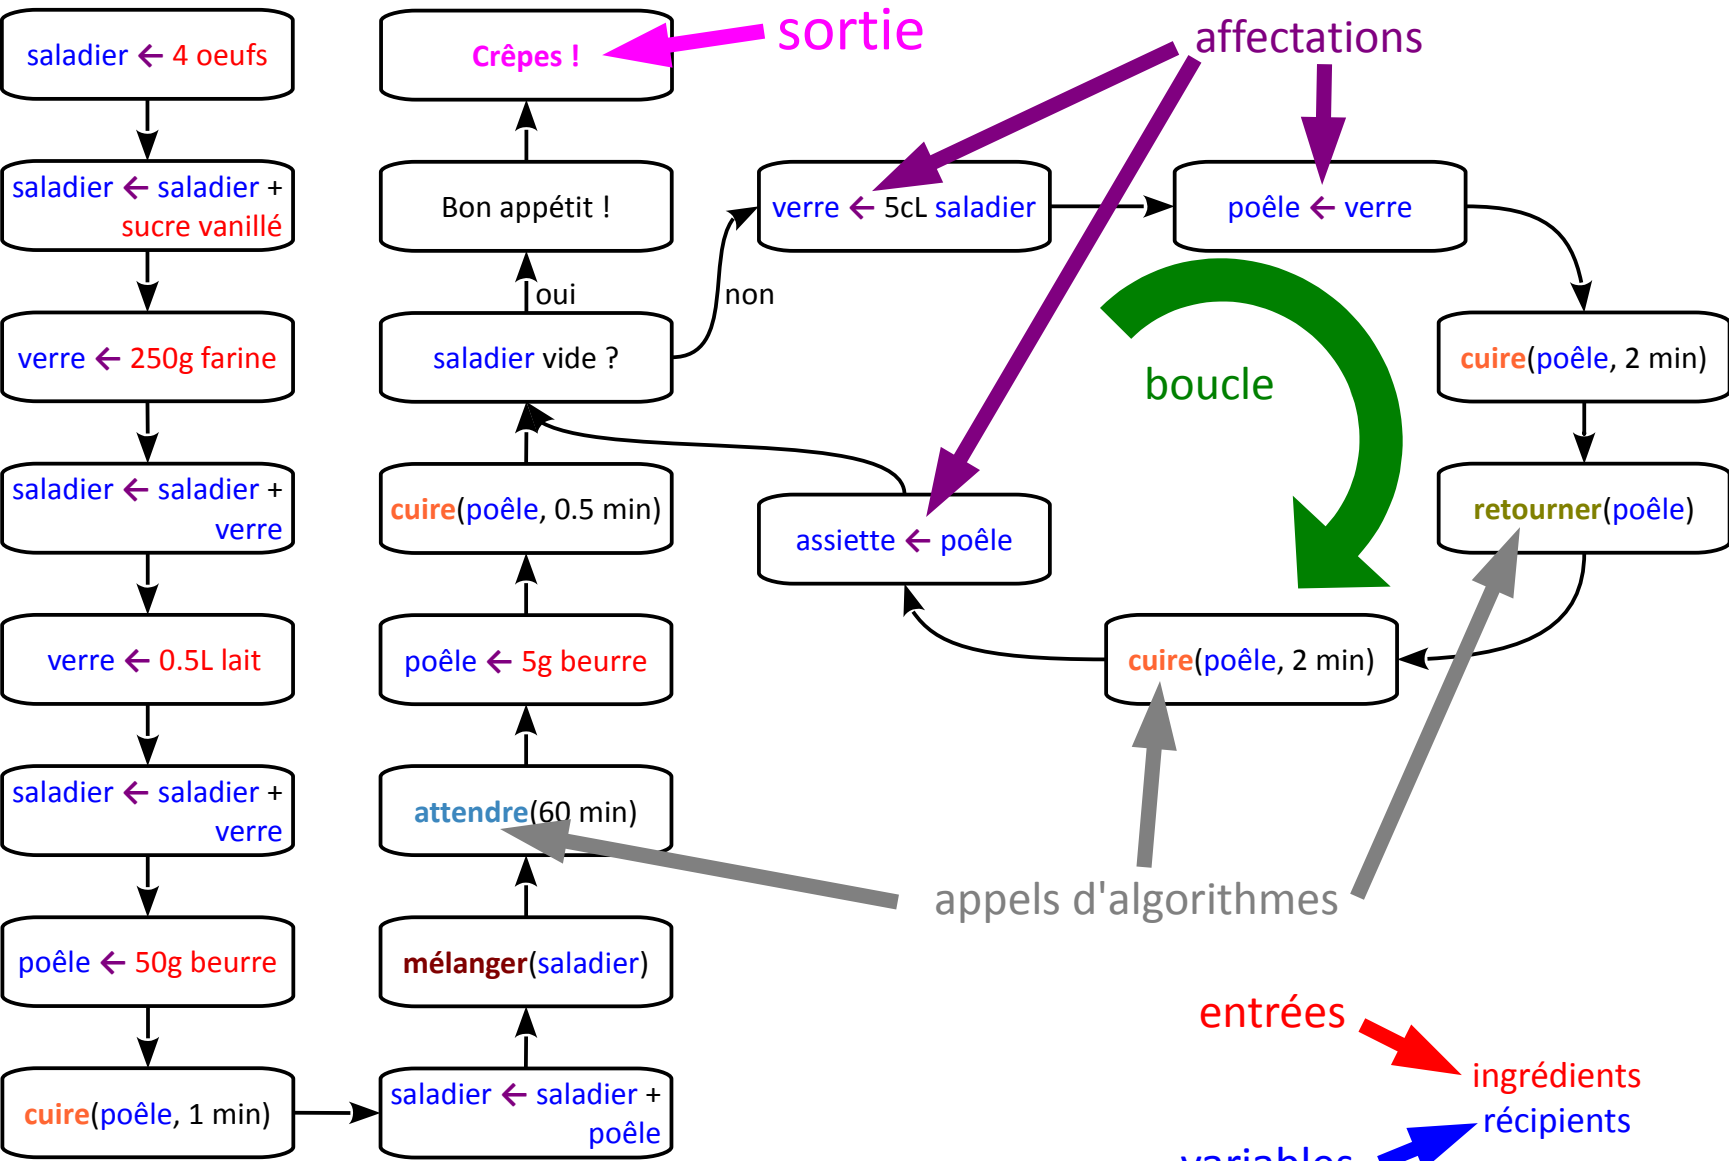 saladier ← 4 oeufs
saladier ← saladier +
sucre vanillé
verre ← 250g farine
saladier ← saladier +
verre
verre ← 0.5L lait
saladier ← saladier +
verre
poêle ← 50g beurre
cuire(poêle, 1 min)
saladier ← saladier +
poêle
mélanger(saladier)
attendre(60 min)
poêle ← 5g beurre
cuire(poêle, 0.5 min)
saladier vide ?
oui
non
Bon appétit !
Crêpes !
sortie
affectations
verre ← 5cL saladier
poêle ← verre
cuire(poêle, 2 min)
retourner(poêle)
cuire(poêle, 2 min)
assiette ← poêle
boucle
appels d'algorithmes
entrées
ingrédients
récipients
variables